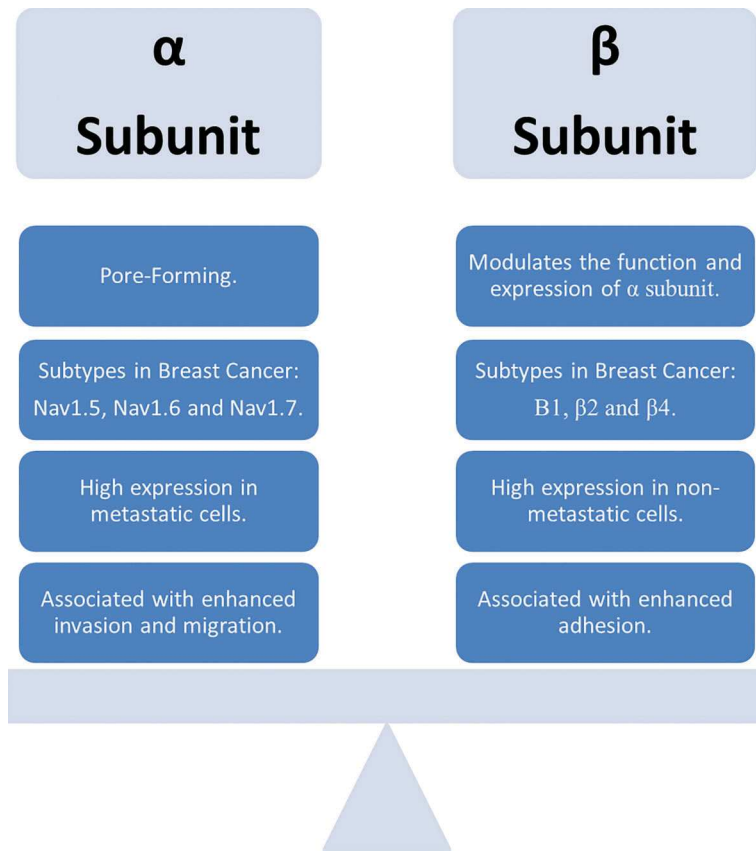 α
Subunit
Pore-Forming.
Subtypes in Breast Cancer:
Nav1.5, Nav1.6 and Nav1.7.
High expression in
metastatic cells.
Associated with enhanced
invasion and migration.
β
Subunit
Modulates the function and
expression of α subunit.
Subtypes in Breast Cancer:
B1, β2 and β4.
High expression in non-
metastatic cells.
Associated with enhanced
adhesion.